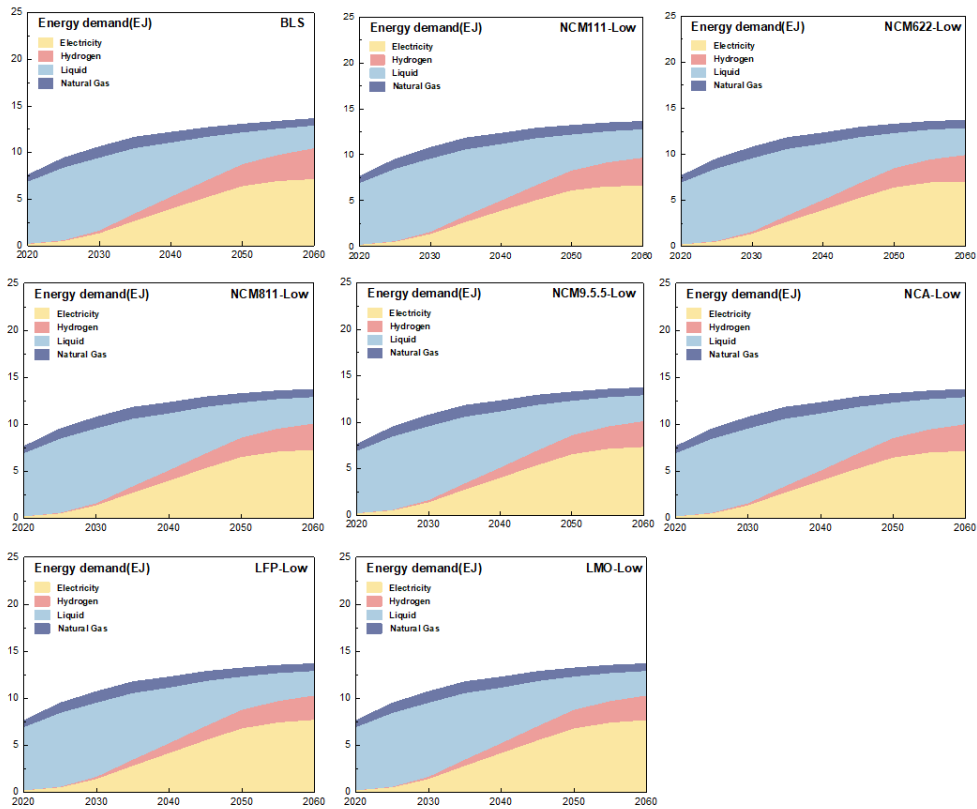 Energy demand(EJ) BLS
Electricity
Hydrogen
Liquid
Natural Gas
25
20
15
10
5
0
2020 2030 2040 2050 2060
Energy demand(EJ) NCM111-Low
Electricity
Hydrogen
Liquid
Natural Gas
25
20
15
10
5
0
2020 2030 2040 2050 2060
Energy demand(EJ) NCM622-Low
Electricity
Hydrogen
Liquid
Natural Gas
25
20
15
10
5
0
2020 2030 2040 2050 2060
Energy demand(EJ) NCM811-Low
Electricity
Hydrogen
Liquid
Natural Gas
25
20
15
10
5
0
2020 2030 2040 2050 2060
Energy demand(EJ) NCM9.5.5-Low
Electricity
Hydrogen
Liquid
Natural Gas
25
20
15
10
5
0
2020 2030 2040 2050 2060
Energy demand(EJ) NCA-Low
Electricity
Hydrogen
Liquid
Natural Gas
25
20
15
10
5
0
2020 2030 2040 2050 2060
Energy demand(EJ) LFP-Low
Electricity
Hydrogen
Liquid
Natural Gas
25
20
15
10
5
0
2020 2030 2040 2050 2060
Energy demand(EJ) LMO-Low
Electricity
Hydrogen
Liquid
Natural Gas
25
20
15
10
5
0
2020 2030 2040 2050 2060